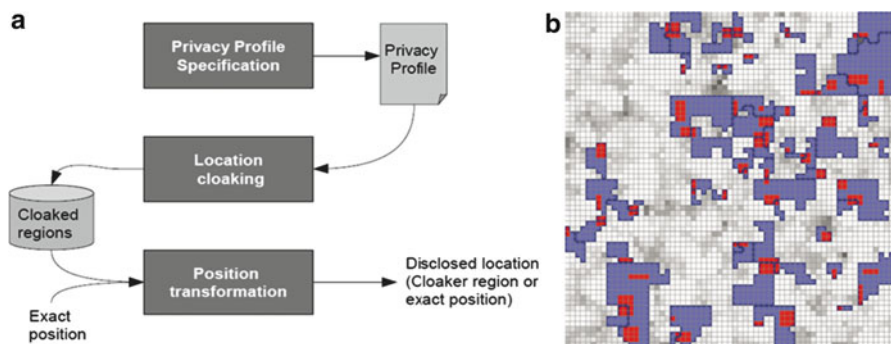 a
Privacy Profile
Specification
Privacy
Profile
Location
cloaking
Cloaked
regions
Position
transformation
Exact
position
Disclosed location
(Cloaker region or
exact position)
b